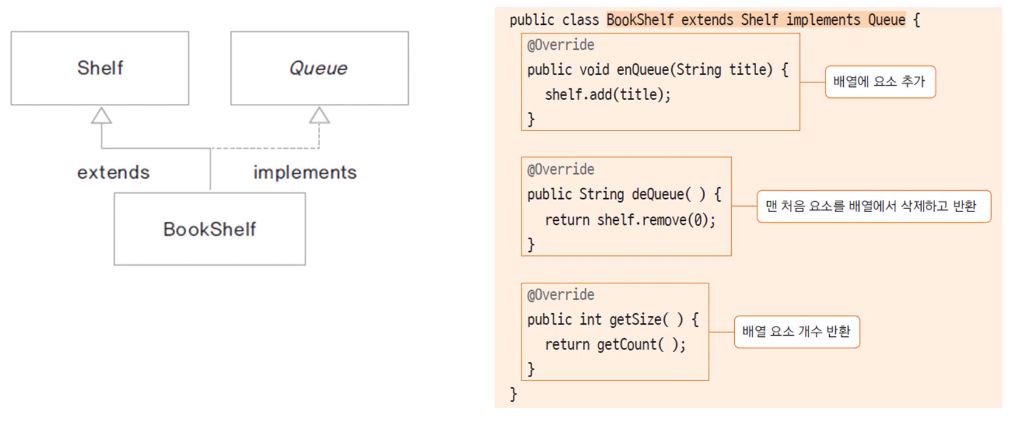 Shelf
Queue
extends
implements
BookShelf
public class BookShelf extends Shelf implements Queue {
@Override
public void enQueue(String title) {
shelf.add(title);
}
배열에 요소 추가
@Override
public String deQueue( ) {
return shelf.remove(0);
}
맨 처음 요소를 배열에서 삭제하고 반환
@Override
public int getSize( ) {
return getCount( );
}
배열 요소 개수 반환
}